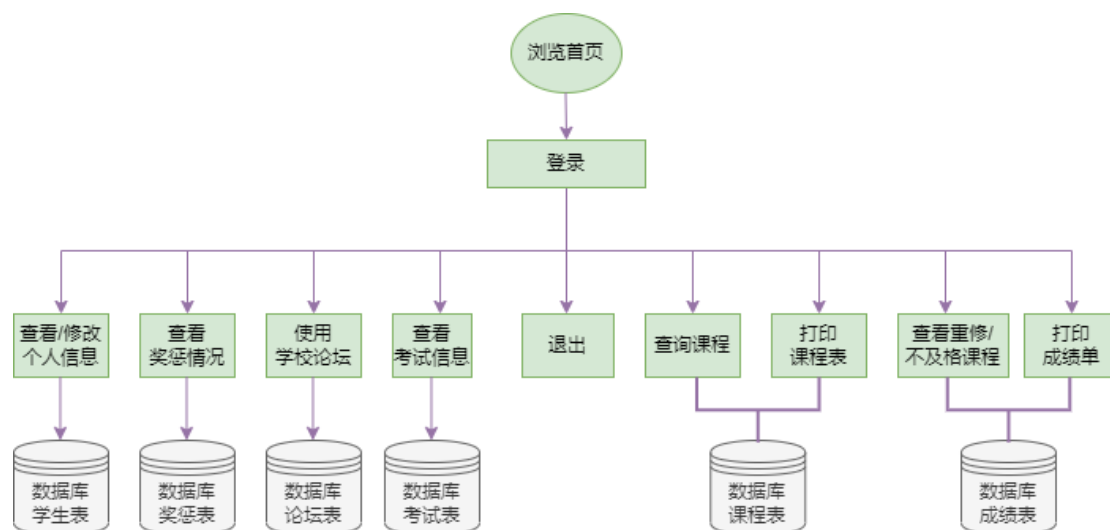 浏览首页
登录
查看/修改
个人信息
查看
奖惩情况
使用
学校论坛
查看
考试信息
退出
查询课程
打印
课程表
查看重修/
不及格课程
打印
成绩单
数据库
学生表
数据库
奖惩表
数据库
论坛表
数据库
考试表
数据库
课程表
数据库
成绩表